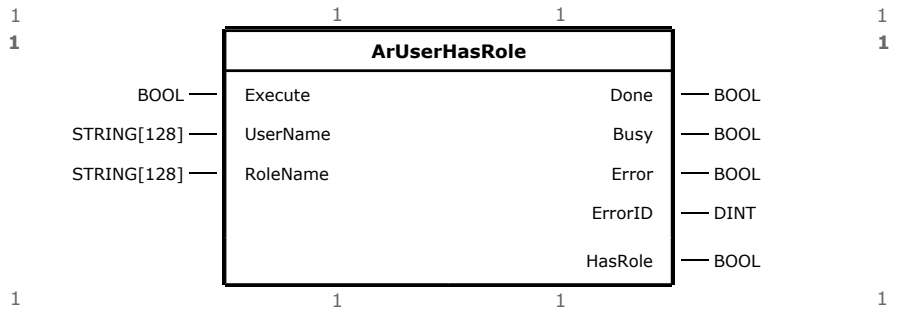 1 1 1 1
1 1
ArUserHasRole
BOOL Execute Done BOOL
STRING[128] UserName Busy BOOL
STRING[128] RoleName Error BOOL
ErrorID DINT
HasRole BOOL
1 1 1 1